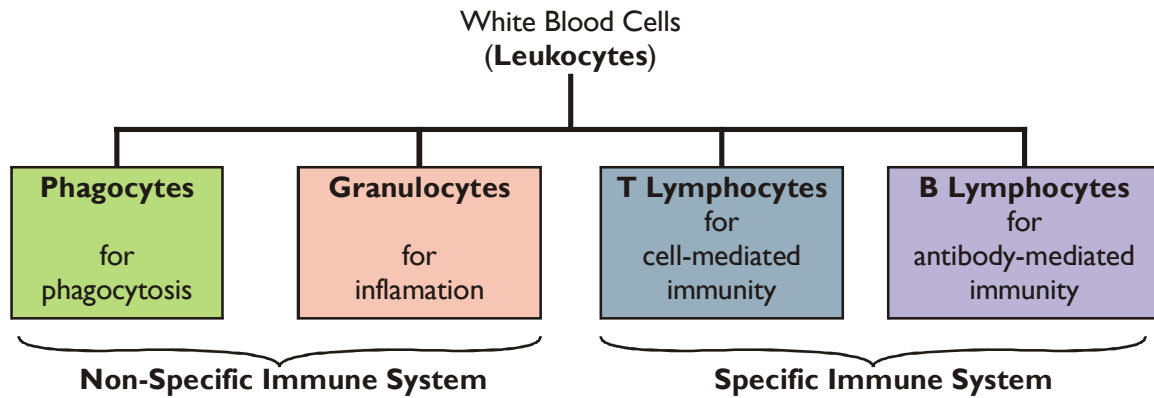 White Blood Cells
(Leukocytes)
Phagocytes
for
phagocytosis
Granulocytes
for
inflamation
T Lymphocytes
for
cell-mediated
immunity
B Lymphocytes
for
antibody-mediated
immunity
Non-Specific Immune System
Specific Immune System